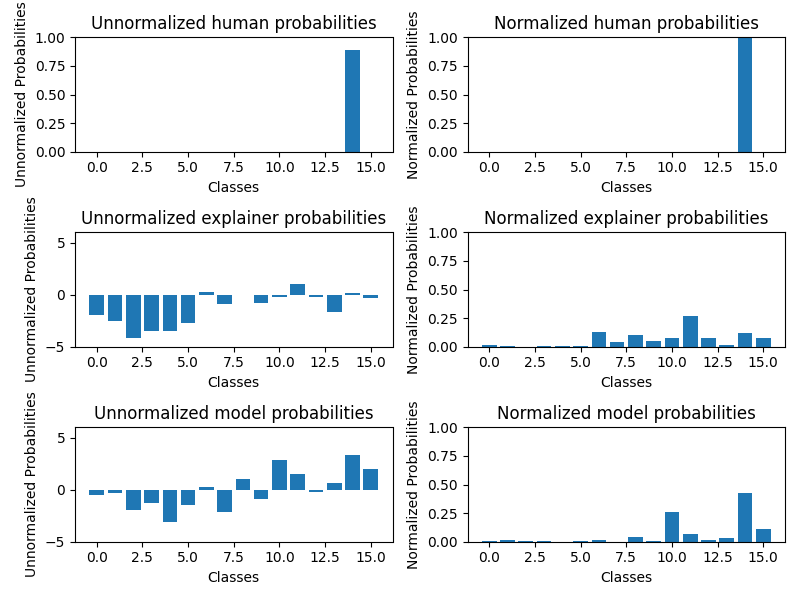 Unnormalized human probabilities
Unnormalized Probabilities
1.00
0.75
0.50
0.25
0.00
0.0 2.5 5.0 7.5 10.0 12.5 15.0
Classes
Normalized human probabilities
Normalized Probabilities
1.00
0.75
0.50
0.25
0.00
0.0 2.5 5.0 7.5 10.0 12.5 15.0
Classes
Unnormalized explainer probabilities
Unnormalized Probabilities
5
0
−5
0.0 2.5 5.0 7.5 10.0 12.5 15.0
Classes
Normalized explainer probabilities
Normalized Probabilities
1.00
0.75
0.50
0.25
0.00
0.0 2.5 5.0 7.5 10.0 12.5 15.0
Classes
Unnormalized model probabilities
Unnormalized Probabilities
5
0
−5
0.0 2.5 5.0 7.5 10.0 12.5 15.0
Classes
Normalized model probabilities
Normalized Probabilities
1.00
0.75
0.50
0.25
0.00
0.0 2.5 5.0 7.5 10.0 12.5 15.0
Classes